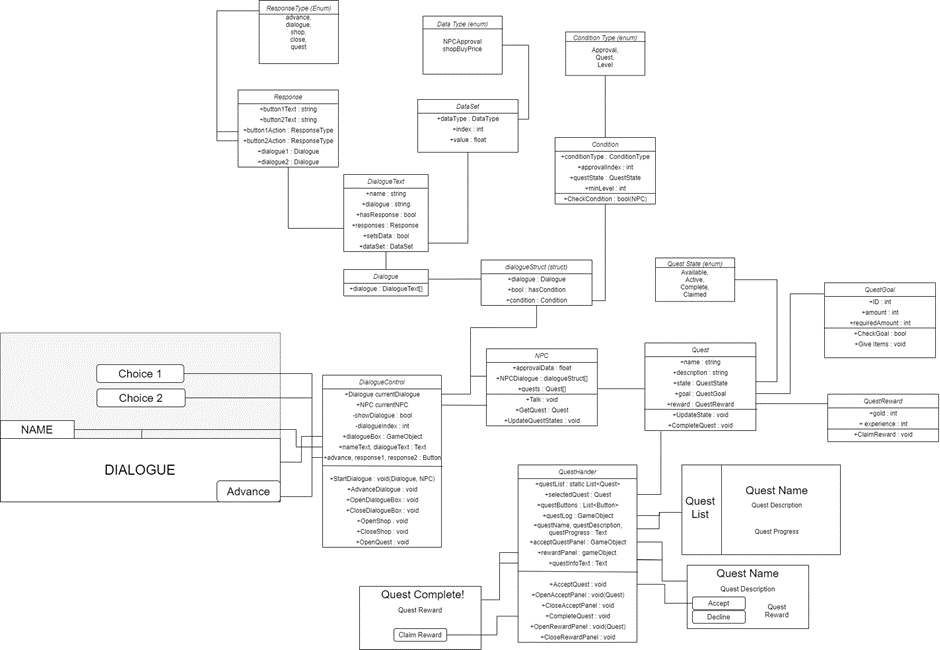 ResponseType (Enum)
advance,
dialogue,
shop,
close,
quest
Data Type (enum)
NPCApproval
shopBuyPrice
Condition Type (enum)
Approval,
Quest,
Level
Response
+button1Text : string
+button2Text : string
+button1Action : ResponseType
+button2Action : ResponseType
+dialogue1 : Dialogue
+dialogue2 : Dialogue
DataSet
+dataType : DataType
+index : int
+value : float
Condition
+conditionType : ConditionType
+approvalIndex : int
+questState : QuestState
+minLevel : int
+CheckCondition : bool(NPC)
DialogueText
+name : string
+dialogue : string
+hasResponse : bool
+responses : Response
+setsData : bool
+dataSet : DataSet
Dialogue
+dialogue : DialogueText[]
dialogueStruct (struct)
+dialogue : Dialogue
+bool : hasCondition
+condition : Condition
Quest State (enum)
Available,
Active,
Complete,
Claimed
QuestGoal
+ID : int
+amount : int
+requiredAmount : int
+CheckGoal : bool
+Give Items : void
NPC
+approvalData : float
+NPCDialogue : dialogueStruct[]
+quests : Quest[]
+Talk : void
+GetQuest : Quest
+UpdateQuestStates : void
Quest
+name : string
+description : string
+state : QuestState
+goal : QuestGoal
+reward : QuestReward
+UpdateState : void
+CompleteQuest : void
QuestReward
+gold : int
+ experience : int
+ClaimReward : void
Choice 1
Choice 2
NAME
DIALOGUE
Advance
DialogueControl
+Dialogue currentDialogue
+NPC currentNPC
-showDialogue : bool
-dialogueIndex : int
+dialogueBox : GameObject
+nameText, dialogueText : Text
+advance, response1, response2 : Button
+StartDialogue : void(Dialogue, NPC)
+AdvanceDialogue : void
+OpenDialogueBox : void
+CloseDialogueBox : void
+OpenShop : void
+CloseShop : void
+OpenQuest : void
QuestHander
+questList : static List<Quest>
+selectedQuest : Quest
+questButtons : List<Button>
+questLog : GameObject
+questName, questDescription,
questProgress : Text
+acceptQuestPanel : GameObject
+rewardPanel : gameObject
+questInfoText : Text
+AcceptQuest : void
+OpenAcceptPanel : void(Quest)
+CloseAcceptPanel : void
+CompleteQuest : void
+OpenRewardPanel : void(Quest)
+CloseRewardPanel : void
Quest
List
Quest Name
Quest Description
Quest Progress
Quest Name
Quest Description
Accept
Decline
Quest
Reward
Quest Complete!
Quest Reward
Claim Reward